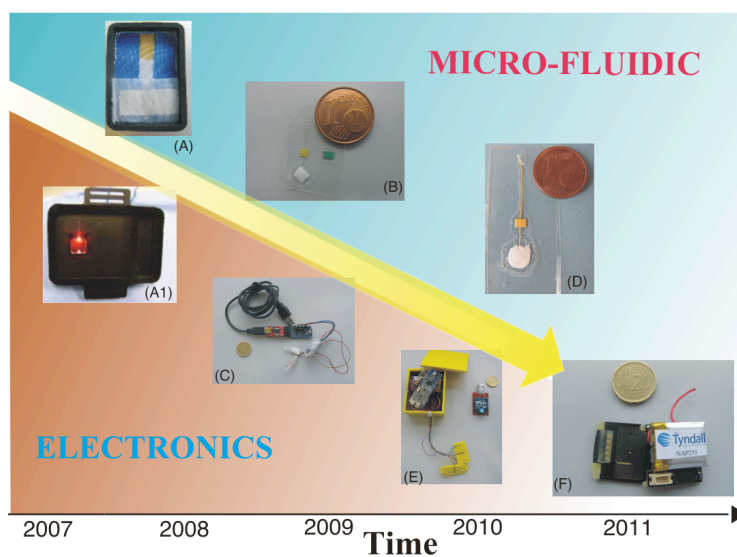 MICRO-FLUIDIC
(A)
(B)
(A1)
(D)
(C)
(E)
(F)
Tyndall
NAP231
ELECTRONICS
2007
2008
2009
2010
2011
Time